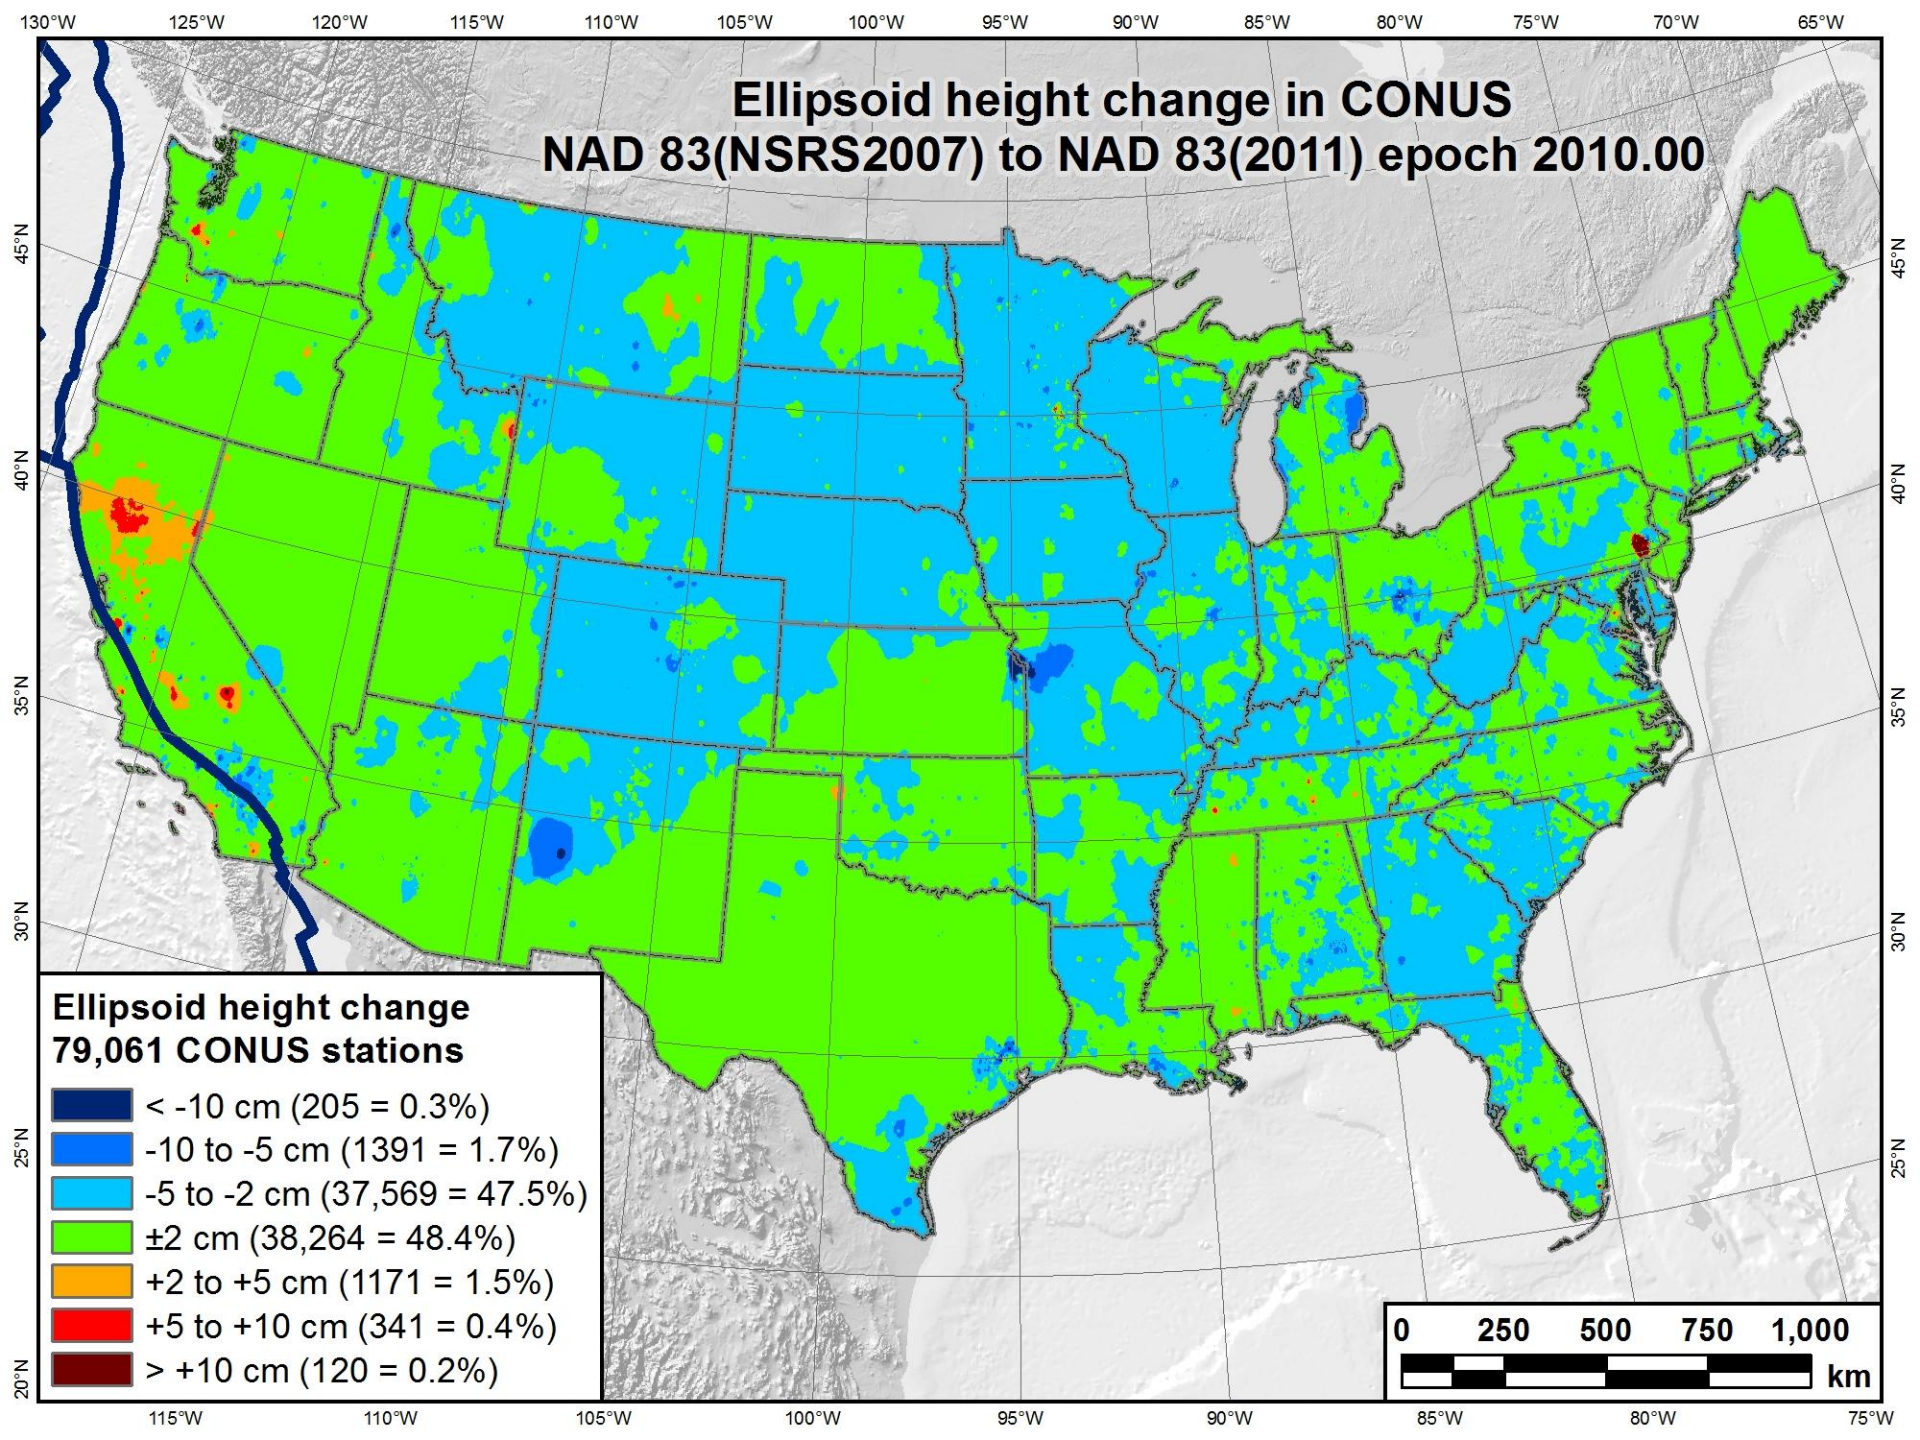 130°W 125°W 120°W 115°W 110°W 105°W 100°W 95°W 90°W 85°W 80°W 75°W 70°W 65°W
Ellipsoid height change in CONUS
NAD 83(NSRS2007) to NAD 83(2011) epoch 2010.00
45°N
40°N
35°N
30°N
25°N
20°N
45°N
40°N
35°N
30°N
25°N
Ellipsoid height change
79,061 CONUS stations
< -10 cm (205 = 0.3%)
-10 to -5 cm (1391 = 1.7%)
-5 to -2 cm (37,569 = 47.5%)
±2 cm (38,264 = 48.4%)
+2 to +5 cm (1171 = 1.5%)
+5 to +10 cm (341 = 0.4%)
> +10 cm (120 = 0.2%)
0 250 500 750 1,000
km
115°W 110°W 105°W 100°W 95°W 90°W 85°W 80°W 75°W